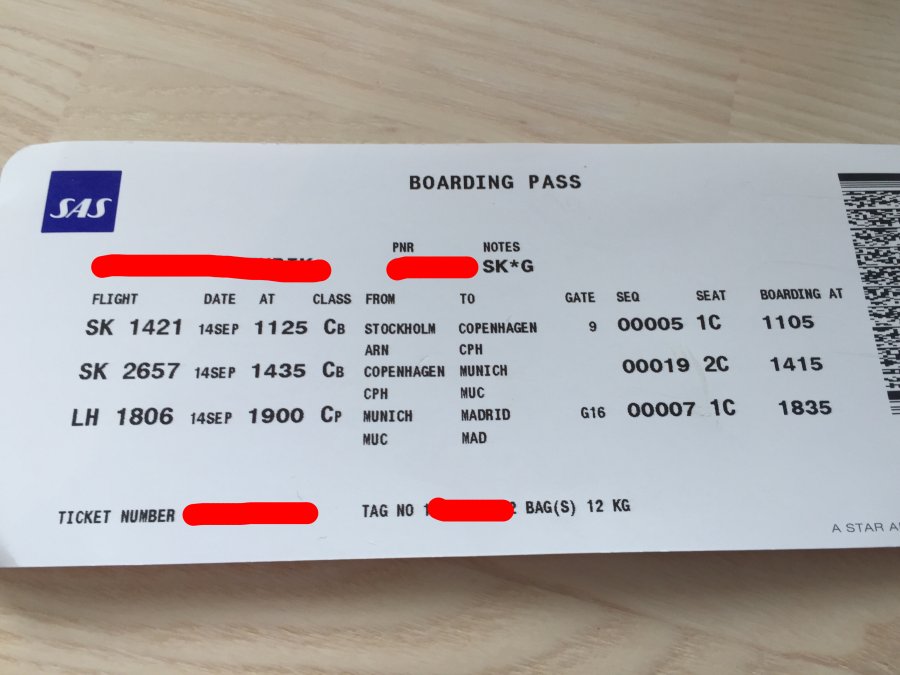 SAS
BOARDING PASS
PNR NOTES
SK*G
FLIGHT DATE AT CLASS FROM TO GATE SEQ SEAT BOARDING AT
SK 1421 14SEP 1125 CB STOCKHOLM COPENHAGEN 9 00005 1C 1105
ARN CPH
SK 2657 14SEP 1435 CB COPENHAGEN MUNICH 00019 2C 1415
CPH MUC
LH 1806 14SEP 1900 CP MUNICH MADRID G16 00007 1C 1835
MUC MAD
TICKET NUMBER TAG NO BAG(S) 12 KG
A STAR